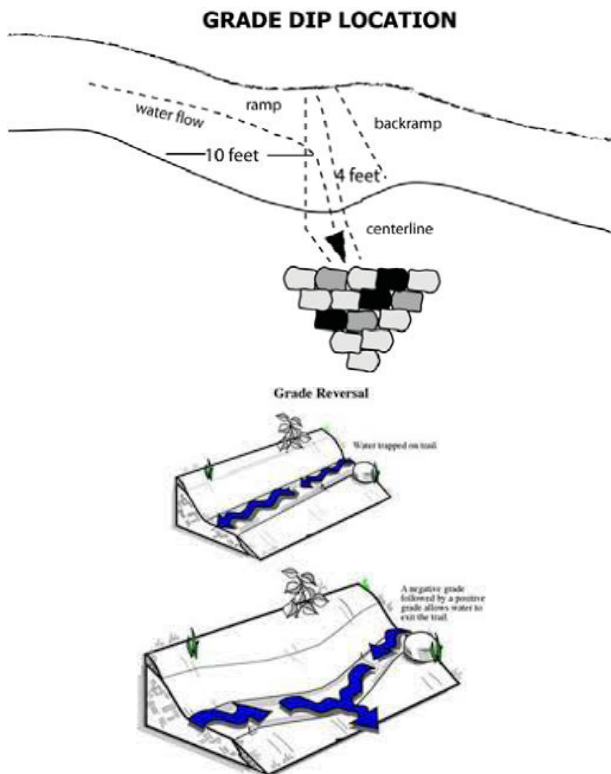 GRADE DIP LOCATION
ramp
water flow
backramp
10 feet
4 feet
centerline
Grade Reversal
Water trapped on trail.
A negative grade
followed by a positive
grade allows water to
exit the trail.